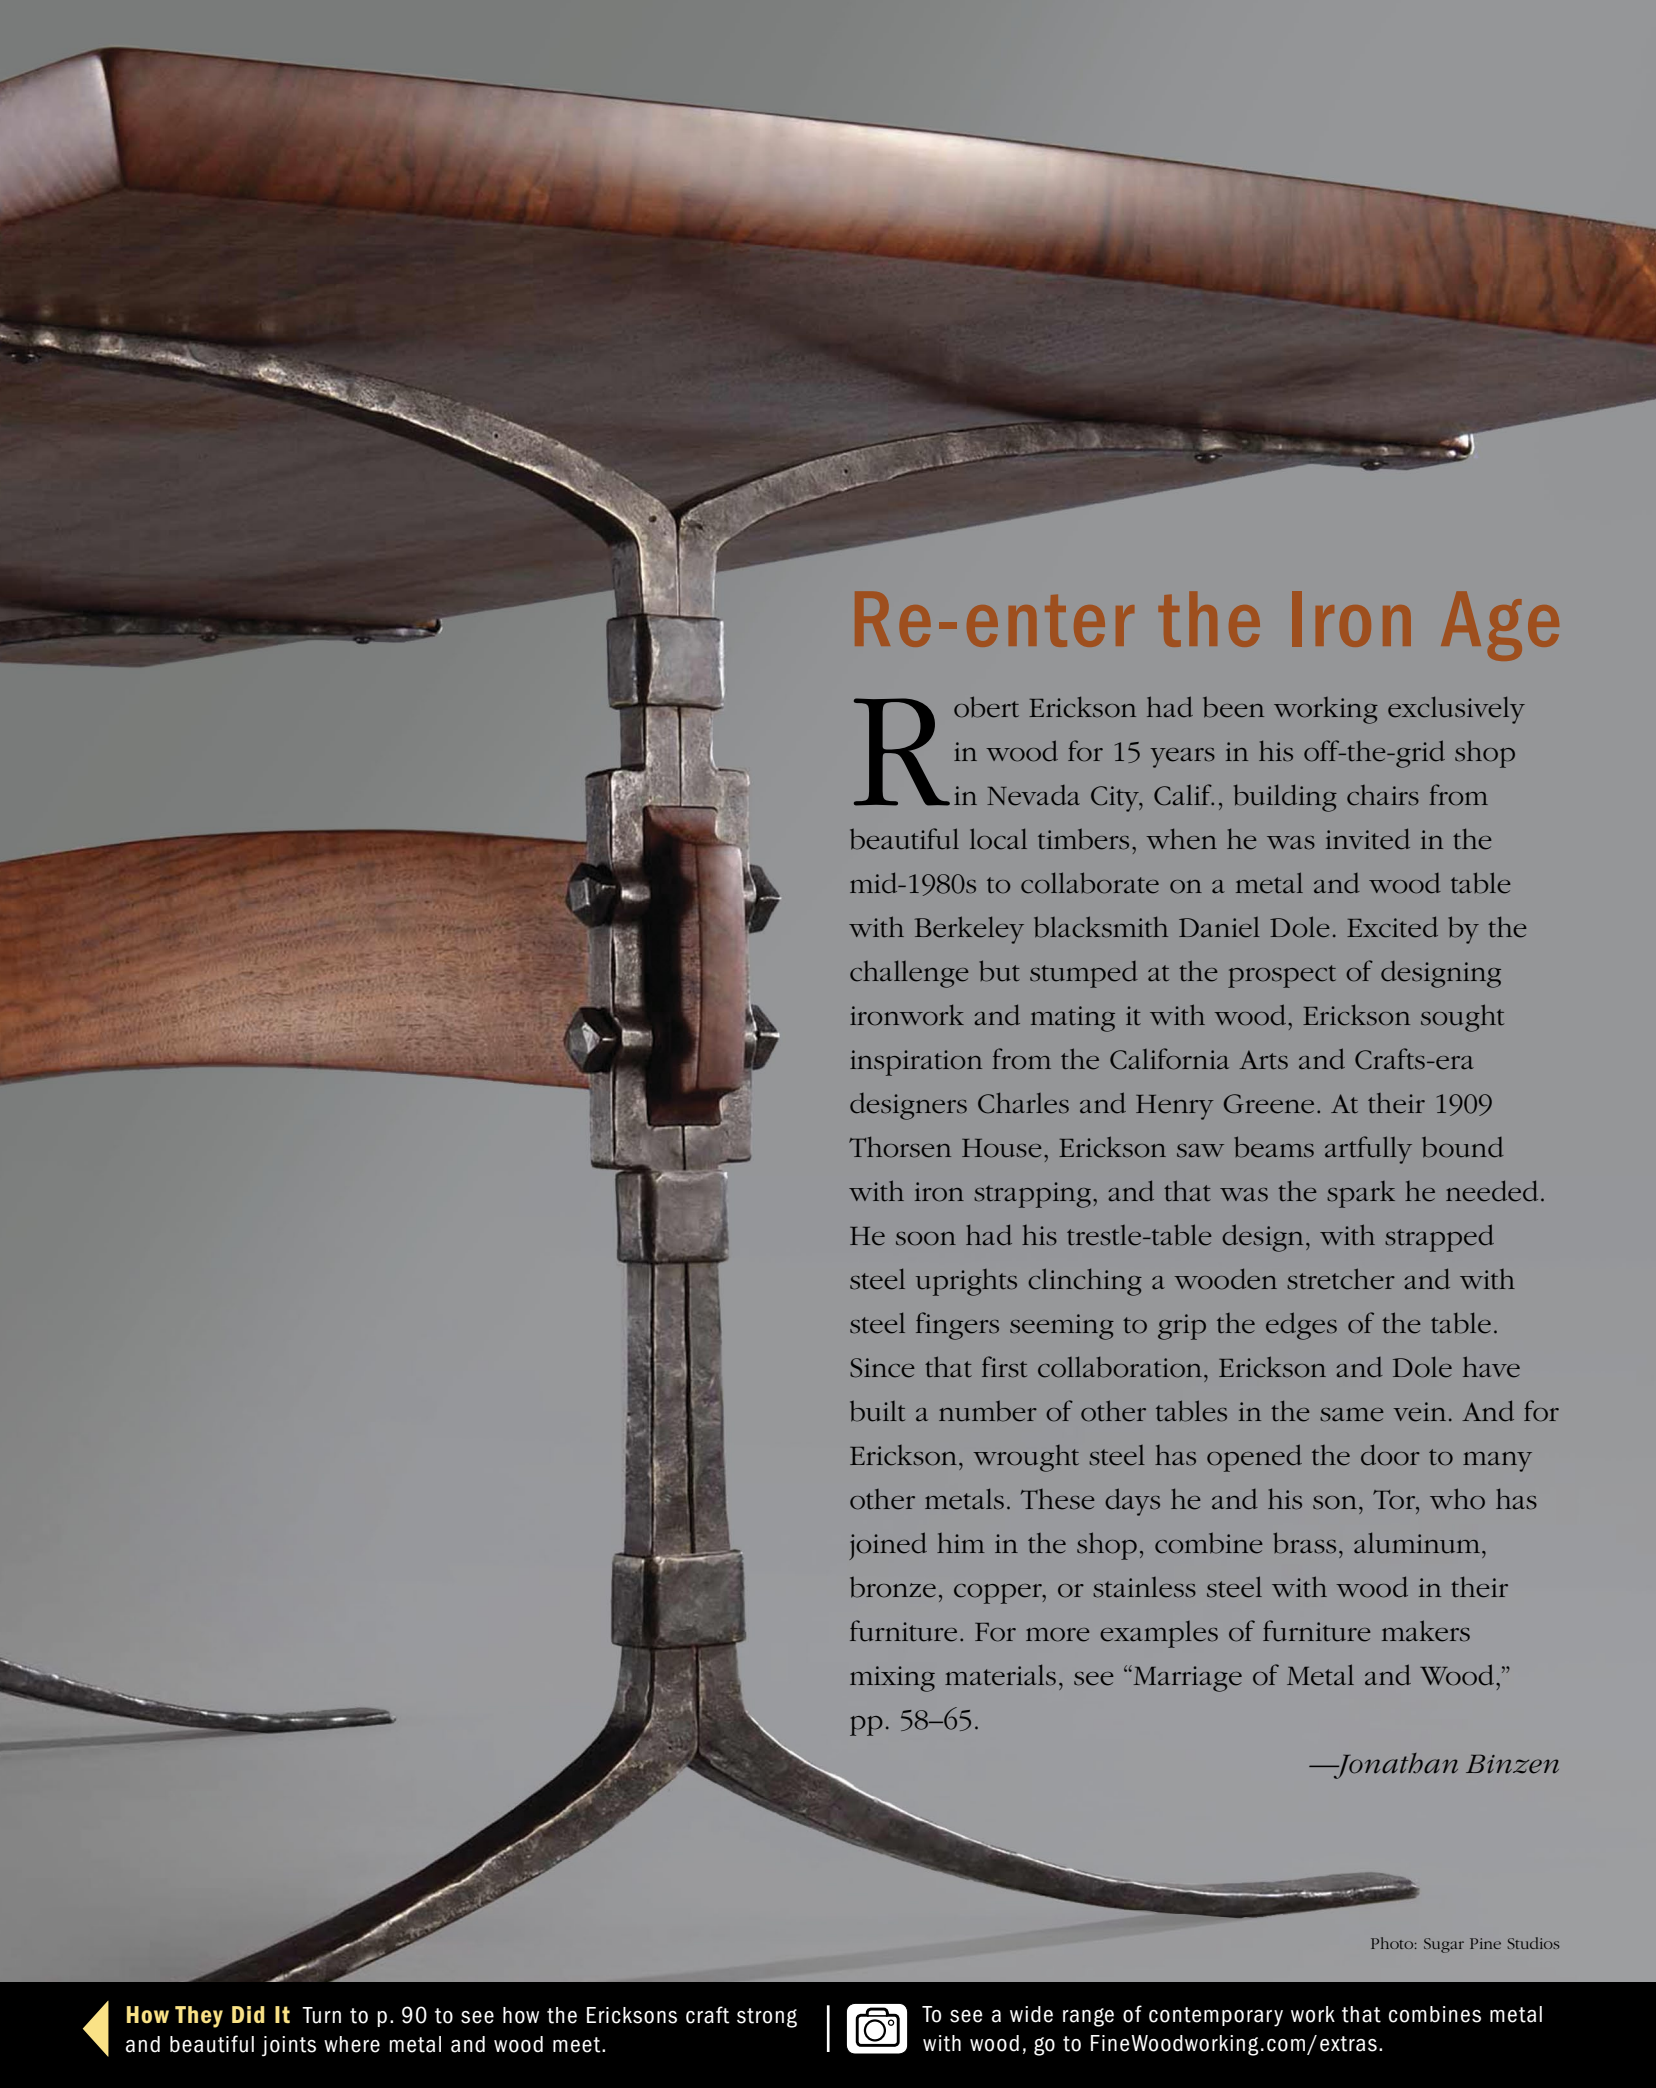 Re-enter the Iron Age
Robert Erickson had been working exclusively
in wood for 15 years in his off-the-grid shop
in Nevada City, Calif., building chairs from
beautiful local timbers, when he was invited in the
mid-1980s to collaborate on a metal and wood table
with Berkeley blacksmith Daniel Dole. Excited by the
challenge but stumped at the prospect of designing
ironwork and mating it with wood, Erickson sought
inspiration from the California Arts and Crafts-era
designers Charles and Henry Greene. At their 1909
Thorsen House, Erickson saw beams artfully bound
with iron strapping, and that was the spark he needed.
He soon had his trestle-table design, with strapped
steel uprights clinching a wooden stretcher and with
steel fingers seeming to grip the edges of the table.
Since that first collaboration, Erickson and Dole have
built a number of other tables in the same vein. And for
Erickson, wrought steel has opened the door to many
other metals. These days he and his son, Tor, who has
joined him in the shop, combine brass, aluminum,
bronze, copper, or stainless steel with wood in their
furniture. For more examples of furniture makers
mixing materials, see “Marriage of Metal and Wood,”
pp. 58–65.
—Jonathan Binzen
Photo: Sugar Pine Studios
How They Did It Turn to p. 90 to see how the Ericksons craft strong
and beautiful joints where metal and wood meet.
To see a wide range of contemporary work that combines metal
with wood, go to FineWoodworking.com/extras.